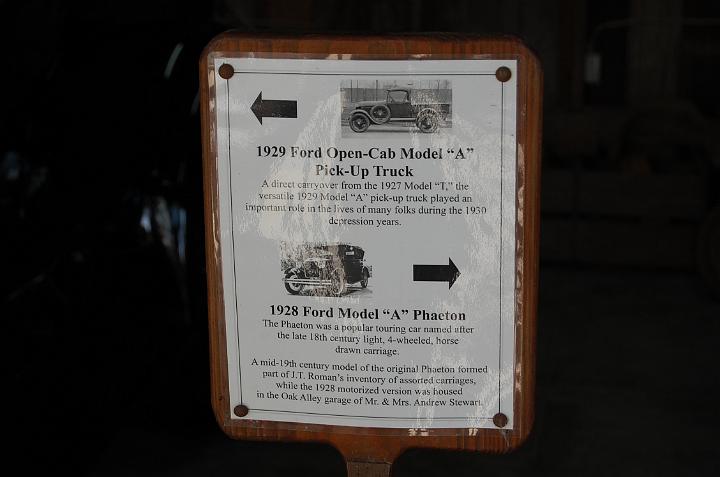 1929 Ford Open-Cab Model “A”
Pick-Up Truck
A direct carryover from the 1927 Model “T,” the
versatile 1929 Model “A” pick-up truck played an
important role in the lives of many folks during the 1930
depression years.
1928 Ford Model “A” Phaeton
The Phaeton was a popular touring car named after
the late 18th century light, 4-wheeled, horse
drawn carriage.
A mid-19th century model of the original Phaeton formed
part of J.T. Roman’s inventory of assorted carriages,
while the 1928 motorized version was housed
in the Oak Alley garage of Mr. & Mrs. Andrew Stewart.